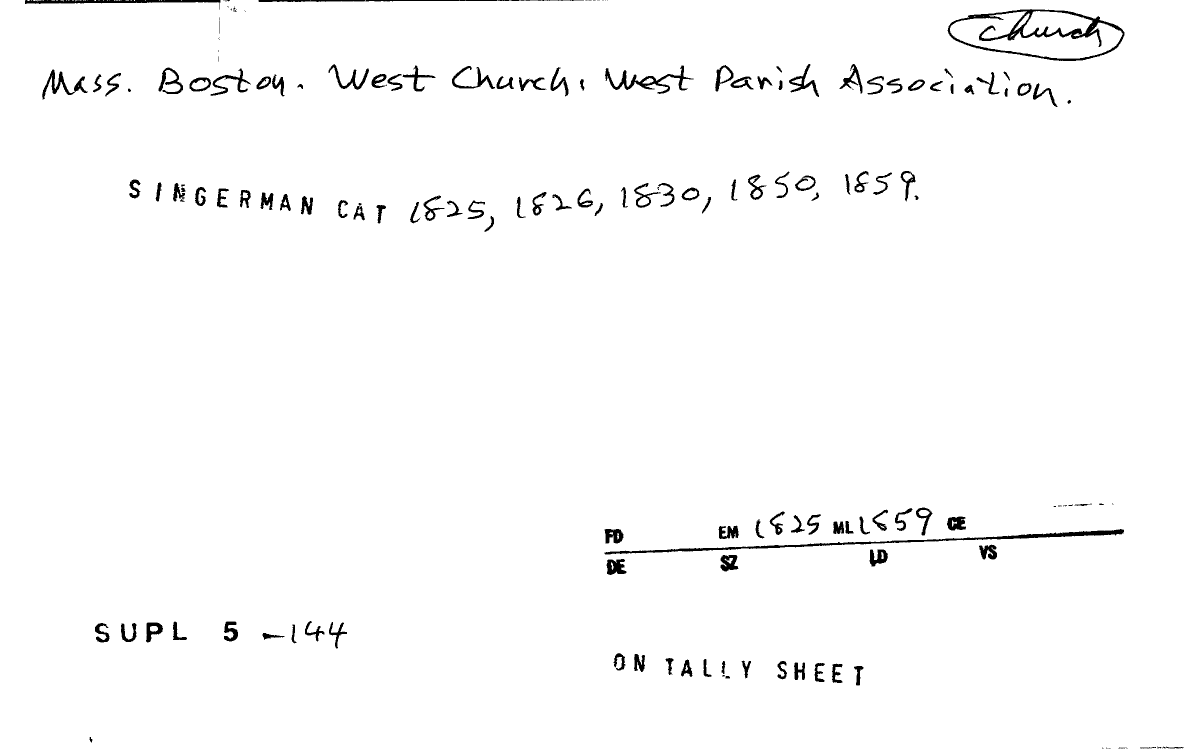 Church
Mass. Boston. West Church. West Parish Association.
SINGERMAN CAT 1825, 1826, 1830, 1850, 1859.
FD EM 1825 ML 1859 CE
DE SZ LD VS
SUPL 5 -144
ON TALLY SHEET